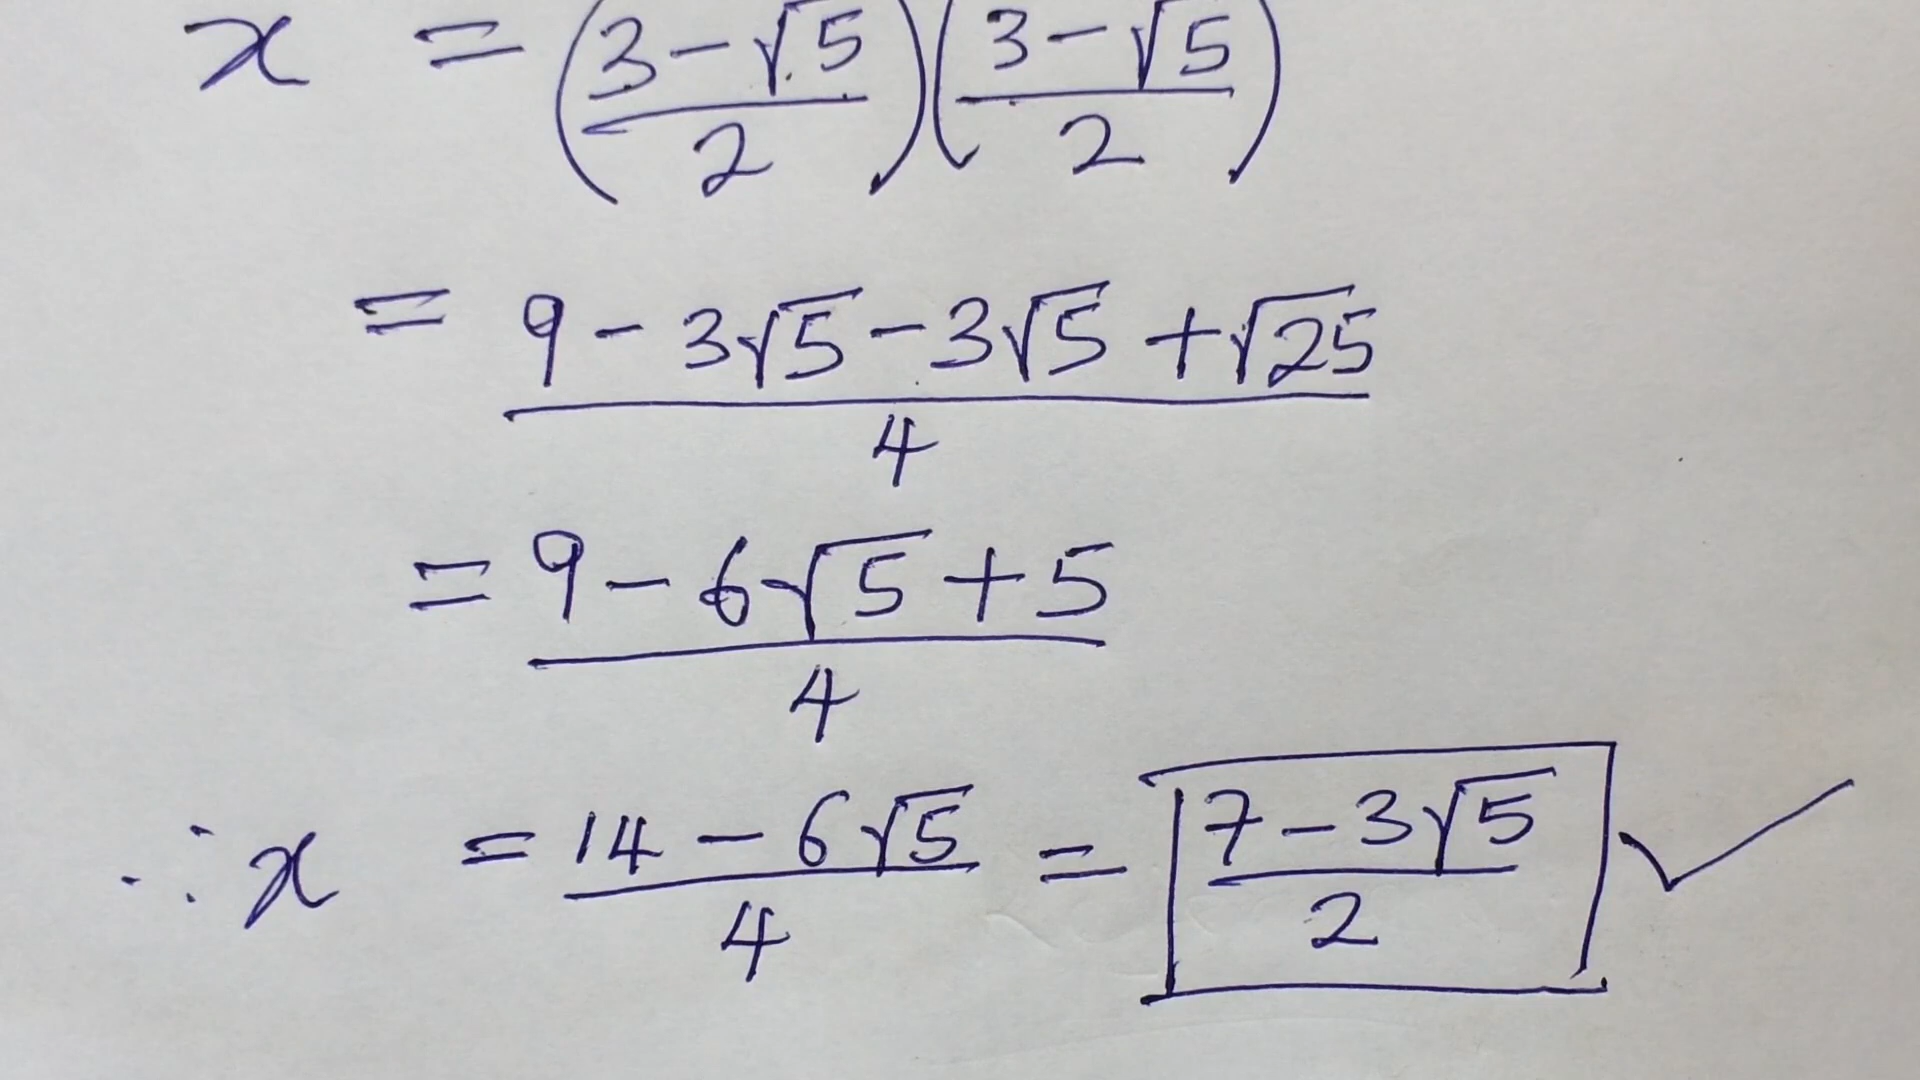 x = ((3 - √5)/2)((3 - √5)/2)
= (9 - 3√5 - 3√5 + √25)/4
= (9 - 6√5 + 5)/4
∴ x = (14 - 6√5)/4 = (7 - 3√5)/2 ✓